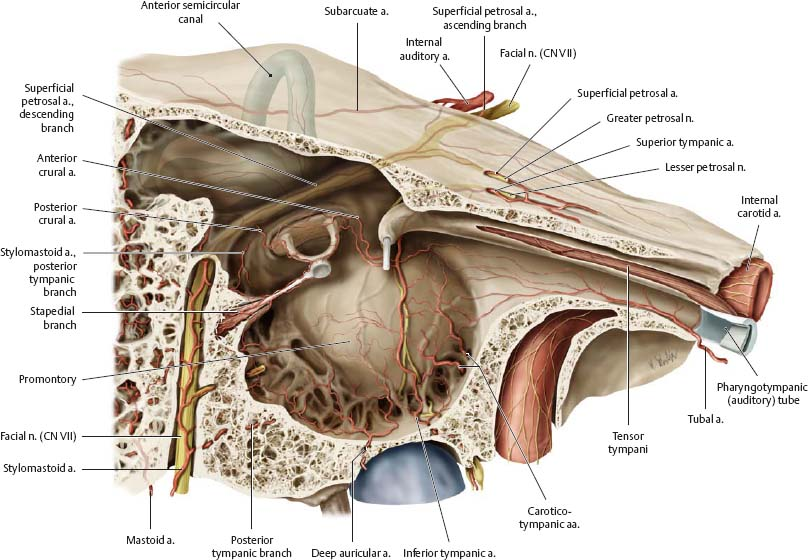 Anterior semicircular
canal
Subarcuate a.
Superficial petrosal a.,
ascending branch
Internal
auditory a.
Facial n. (CN VII)
Superficial
petrosal a.,
descending
branch
Anterior
crural a.
Posterior
crural a.
Stylomastoid a.,
posterior
tympanic
branch
Stapedial
branch
Promontory
Facial n. (CN VII)
Stylomastoid a.
Mastoid a.
Posterior
tympanic branch
Deep auricular a.
Inferior tympanic a.
Carotico-
tympanic aa.
Tensor
tympani
Tubal a.
Pharyngotympanic
(auditory) tube
Internal
carotid a.
Lesser petrosal n.
Superior tympanic a.
Greater petrosal n.
Superficial petrosal a.